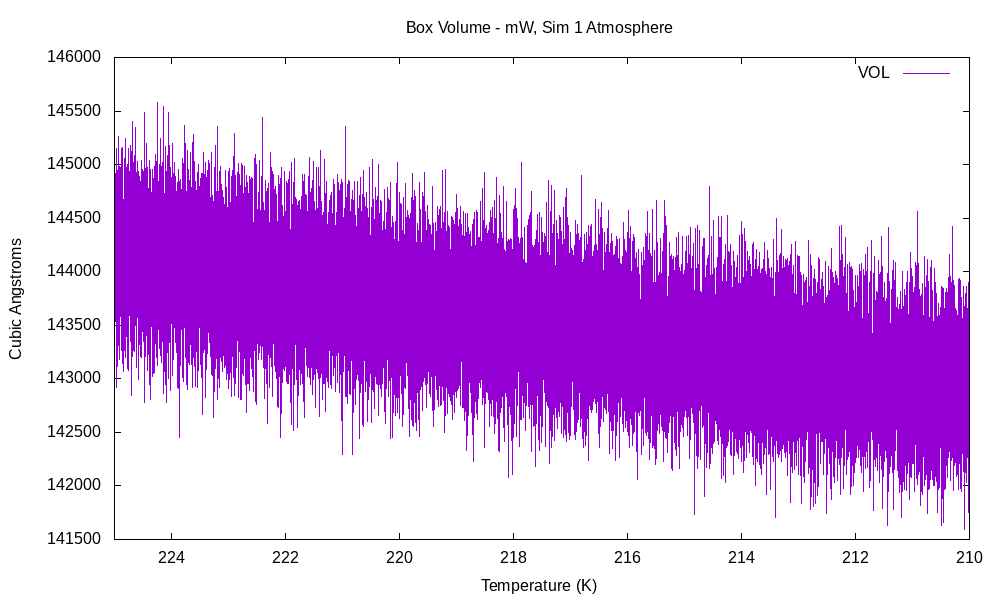 Box Volume - mW, Sim 1 Atmosphere
VOL
146000
145500
145000
144500
144000
143500
143000
142500
142000
141500
Cubic Angstroms
224 222 220 218 216 214 212 210
Temperature (K)